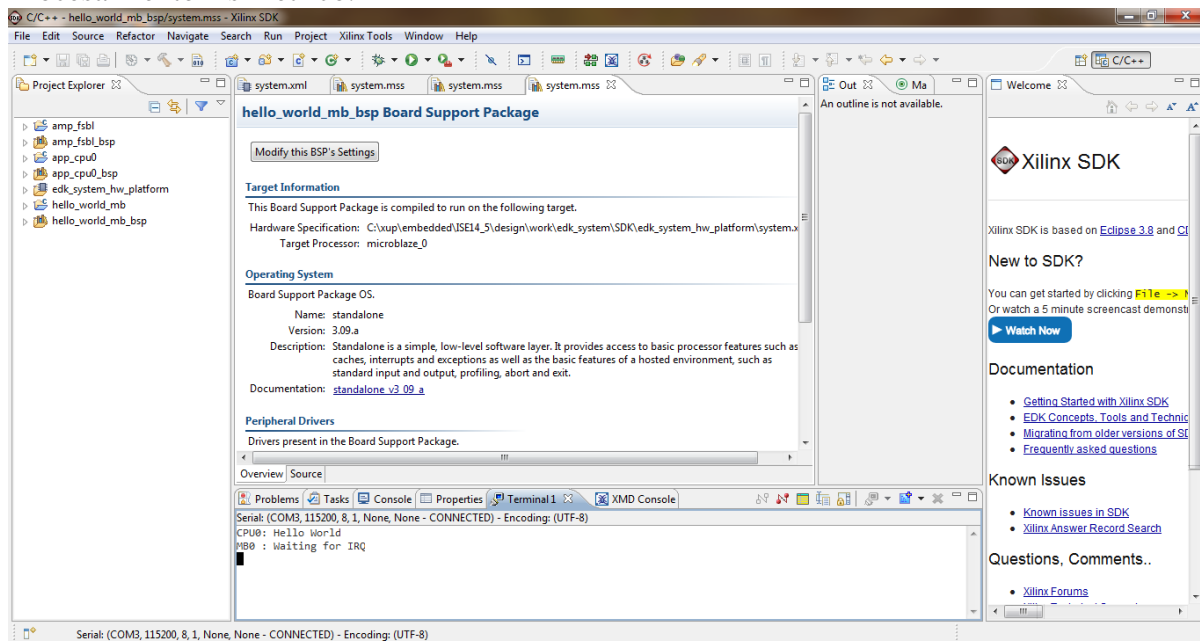 C/C++ - hello_world_mb_bsp/system.mss - Xilinx SDK
File Edit Source Refactor Navigate Search Run Project Xilinx Tools Window Help
C/C++
Project Explorer
amp_fsbl
amp_fsbl_bsp
app_cpu0
app_cpu0_bsp
edk_system_hw_platform
hello_world_mb
hello_world_mb_bsp
system.xml system.mss system.mss system.mss
hello_world_mb_bsp Board Support Package
Modify this BSP's Settings
Target Information
This Board Support Package is compiled to run on the following target.
Hardware Specification: C:\xup\embedded\ISE14_5\design\work\edk_system\SDK\edk_system_hw_platform\system.x
Target Processor: microblaze_0
Operating System
Board Support Package OS.
Name: standalone
Version: 3.09.a
Description: Standalone is a simple, low-level software layer. It provides access to basic processor features such as
caches, interrupts and exceptions as well as the basic features of a hosted environment, such as
standard input and output, profiling, abort and exit.
Documentation: standalone_v3_09_a
Peripheral Drivers
Drivers present in the Board Support Package.
Overview Source
Out Ma
An outline is not available.
Welcome
Xilinx SDK
Xilinx SDK is based on Eclipse 3.8 and CD
New to SDK?
You can get started by clicking File -> N
Or watch a 5 minute screencast demonstr
Watch Now
Documentation
Getting Started with Xilinx SDK
EDK Concepts, Tools and Technic
Migrating from older versions of SD
Frequently asked questions
Known Issues
Known issues in SDK
Xilinx Answer Record Search
Questions, Comments..
Xilinx Forums
Problems Tasks Console Properties Terminal 1 XMD Console
Serial: (COM3, 115200, 8, 1, None, None - CONNECTED) - Encoding: (UTF-8)
CPU0: Hello World
MB0 : Waiting for IRQ
Serial: (COM3, 115200, 8, 1, None, None - CONNECTED) - Encoding: (UTF-8)